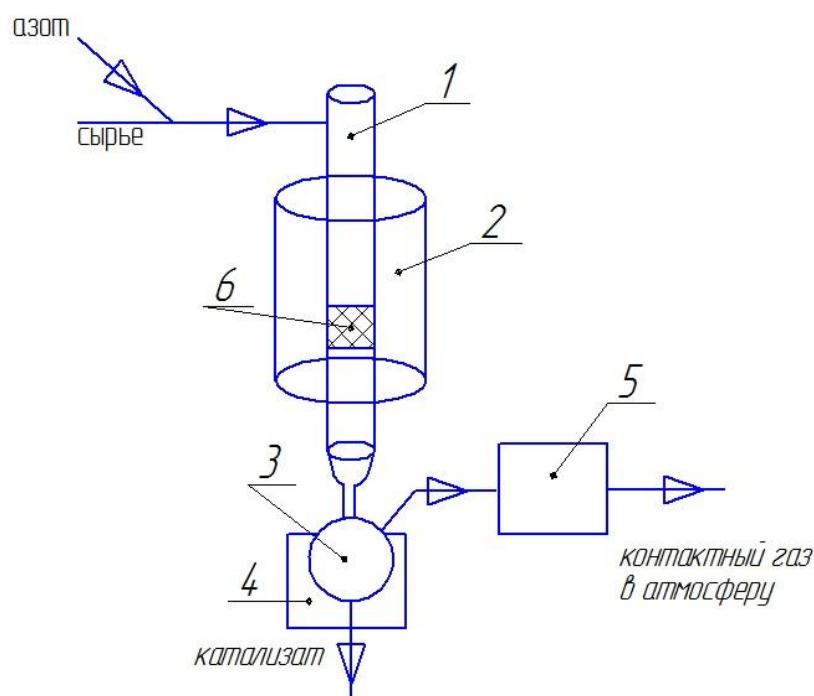 азот
1
сырье
2
6
5
3
контактный газ
в атмосферу
4
катализат